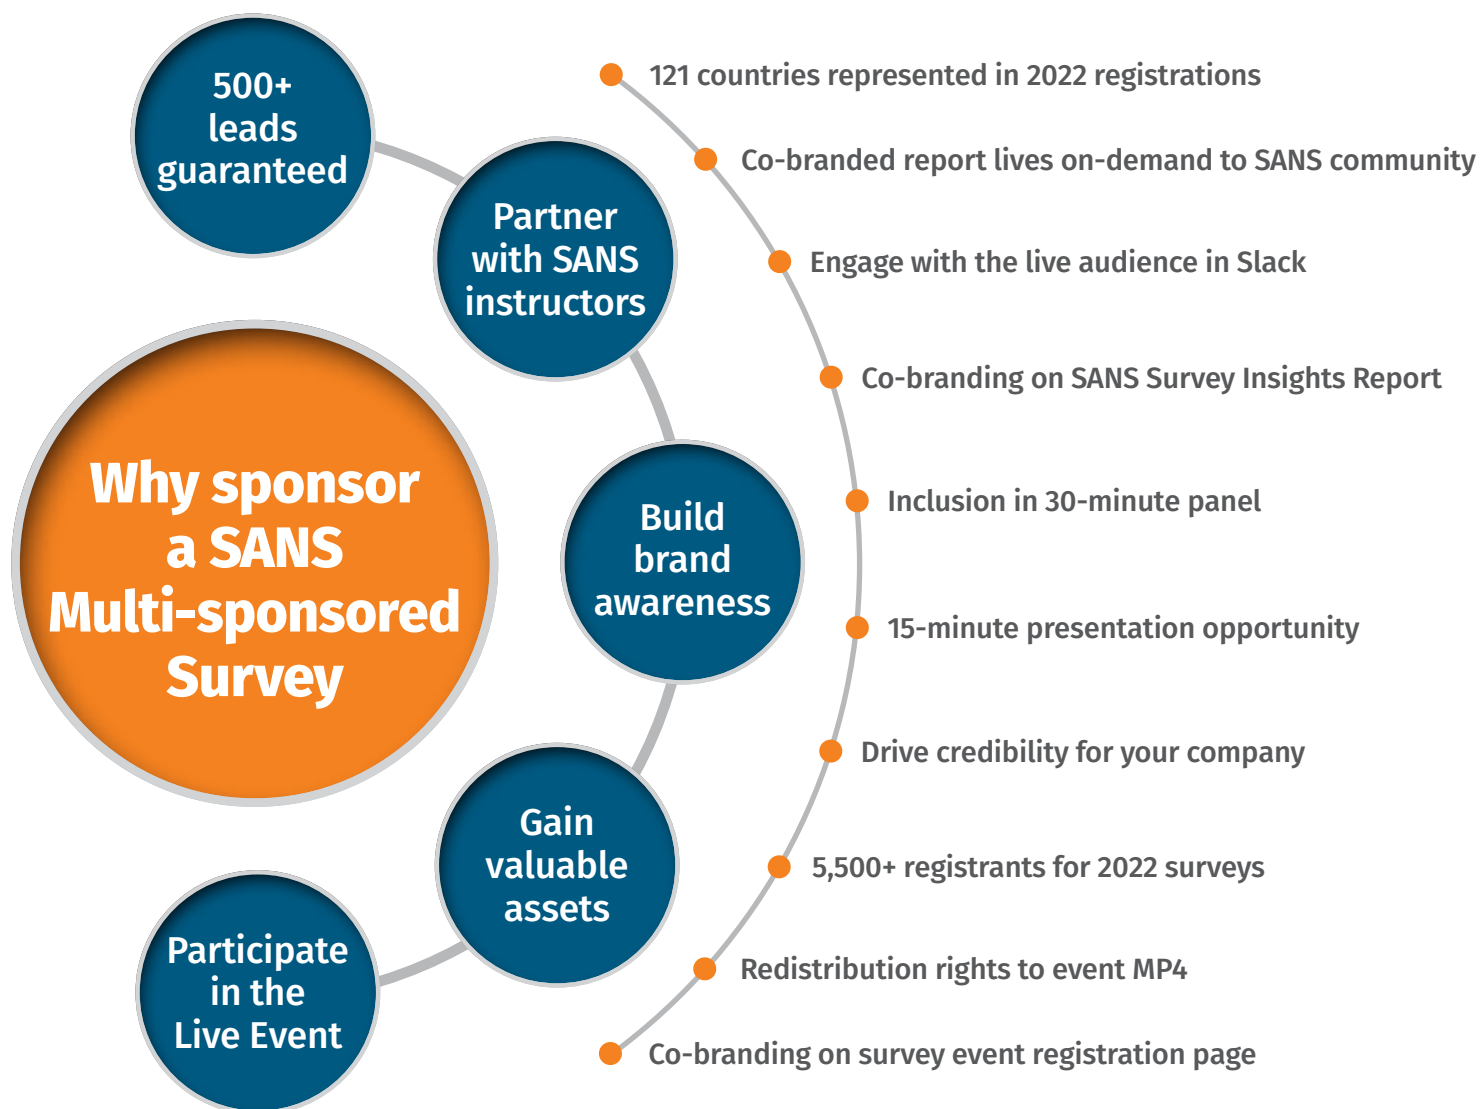 500+
leads
guaranteed
Partner
with SANS
instructors
Why sponsor
a SANS
Multi-sponsored
Survey
Build
brand
awareness
Gain
valuable
assets
Participate
in the
Live Event
121 countries represented in 2022 registrations
Co-branded report lives on-demand to SANS community
Engage with the live audience in Slack
Co-branding on SANS Survey Insights Report
Inclusion in 30-minute panel
15-minute presentation opportunity
Drive credibility for your company
5,500+ registrants for 2022 surveys
Redistribution rights to event MP4
Co-branding on survey event registration page